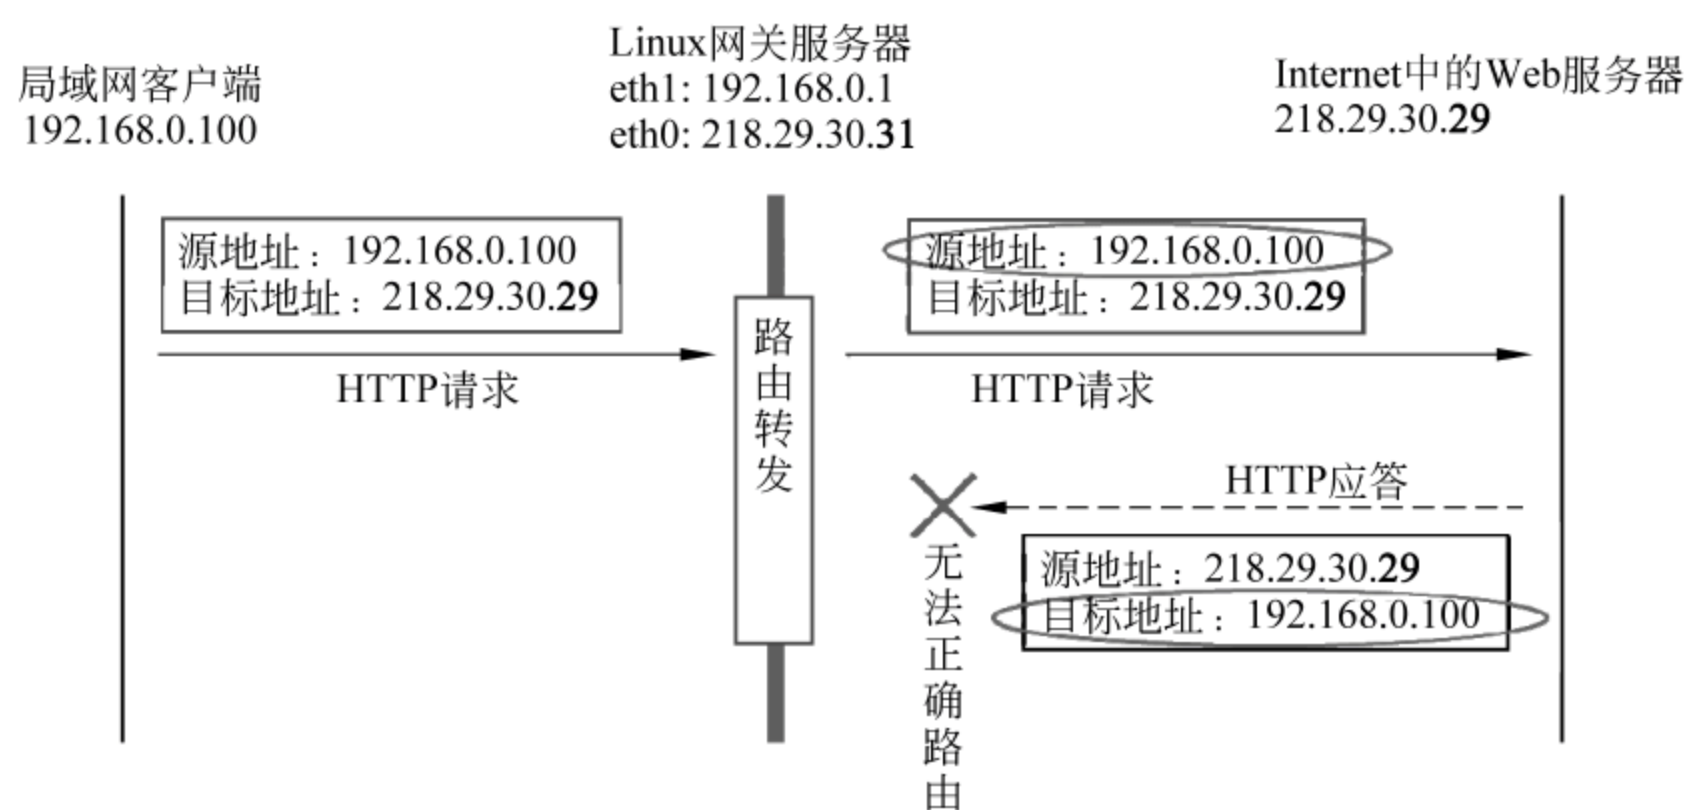 局域网客户端
192.168.0.100
Linux网关服务器
eth1: 192.168.0.1
eth0: 218.29.30.31
Internet中的Web服务器
218.29.30.29
源地址：192.168.0.100
目标地址：218.29.30.29
HTTP请求
路由转发
源地址：192.168.0.100
目标地址：218.29.30.29
HTTP请求
HTTP应答
无法正确路由
源地址：218.29.30.29
目标地址：192.168.0.100